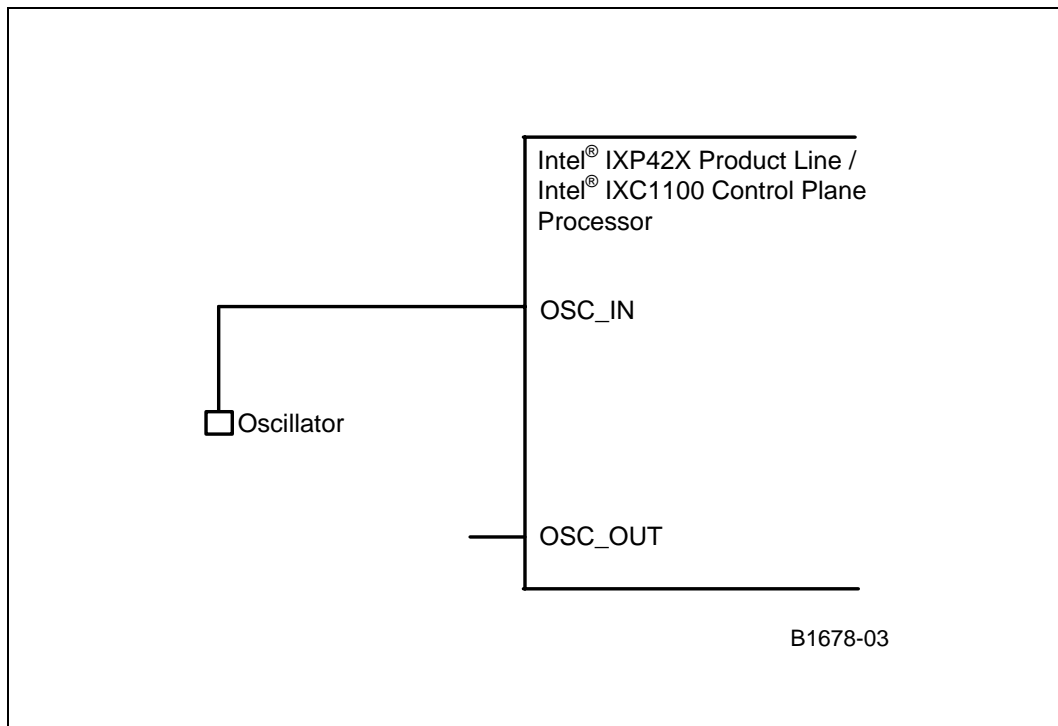 Intel® IXP42X Product Line /
Intel® IXC1100 Control Plane
Processor
OSC_IN
Oscillator
OSC_OUT
B1678-03